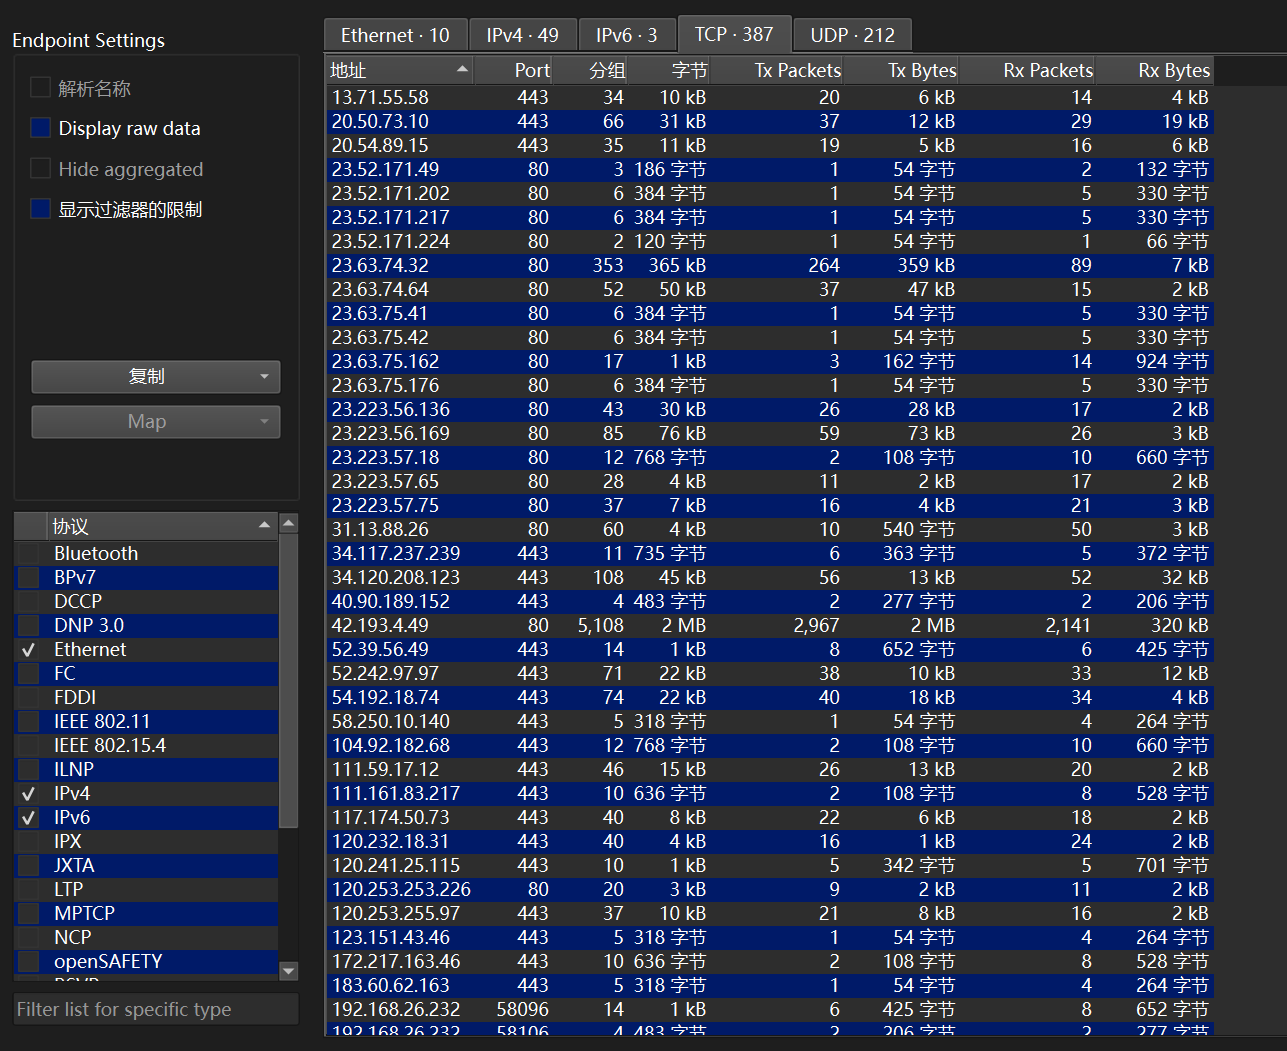 Endpoint Settings
解析名称
Display raw data
Hide aggregated
显示过滤器的限制
复制
Map
协议
Bluetooth
BPv7
DCCP
DNP 3.0
Ethernet
FC
FDDI
IEEE 802.11
IEEE 802.15.4
ILNP
IPv4
IPv6
IPX
JXTA
LTP
MPTCP
NCP
openSAFETY
Filter list for specific type
Ethernet · 10 IPv4 · 49 IPv6 · 3 TCP · 387 UDP · 212
地址 Port 分组 字节 Tx Packets Tx Bytes Rx Packets Rx Bytes
13.71.55.58 443 34 10 kB 20 6 kB 14 4 kB
20.50.73.10 443 66 31 kB 37 12 kB 29 19 kB
20.54.89.15 443 35 11 kB 19 5 kB 16 6 kB
23.52.171.49 80 3 186 字节 1 54 字节 2 132 字节
23.52.171.202 80 6 384 字节 1 54 字节 5 330 字节
23.52.171.217 80 6 384 字节 1 54 字节 5 330 字节
23.52.171.224 80 2 120 字节 1 54 字节 1 66 字节
23.63.74.32 80 353 365 kB 264 359 kB 89 7 kB
23.63.74.64 80 52 50 kB 37 47 kB 15 2 kB
23.63.75.41 80 6 384 字节 1 54 字节 5 330 字节
23.63.75.42 80 6 384 字节 1 54 字节 5 330 字节
23.63.75.162 80 17 1 kB 3 162 字节 14 924 字节
23.63.75.176 80 6 384 字节 1 54 字节 5 330 字节
23.223.56.136 80 43 30 kB 26 28 kB 17 2 kB
23.223.56.169 80 85 76 kB 59 73 kB 26 3 kB
23.223.57.18 80 12 768 字节 2 108 字节 10 660 字节
23.223.57.65 80 28 4 kB 11 2 kB 17 2 kB
23.223.57.75 80 37 7 kB 16 4 kB 21 3 kB
31.13.88.26 443 60 4 kB 10 540 字节 50 3 kB
34.117.237.239 443 11 735 字节 6 363 字节 5 372 字节
34.120.208.123 443 108 45 kB 56 13 kB 52 32 kB
40.90.189.152 443 4 483 字节 2 277 字节 2 206 字节
42.193.4.49 80 5,108 2 MB 2,967 2 MB 2,141 320 kB
52.39.56.49 443 14 1 kB 8 652 字节 6 425 字节
52.242.97.97 443 71 22 kB 38 10 kB 33 12 kB
54.192.18.74 443 74 22 kB 40 18 kB 34 4 kB
58.250.10.140 443 5 318 字节 1 54 字节 4 264 字节
104.92.182.68 443 12 768 字节 2 108 字节 10 660 字节
111.59.17.12 443 46 15 kB 26 13 kB 20 2 kB
111.161.83.217 443 10 636 字节 2 108 字节 8 528 字节
117.174.50.73 443 40 8 kB 22 6 kB 18 2 kB
120.232.18.31 443 40 4 kB 16 1 kB 24 2 kB
120.241.25.115 443 10 1 kB 5 342 字节 5 701 字节
120.253.253.226 80 20 3 kB 9 2 kB 11 2 kB
120.253.255.97 443 37 10 kB 21 8 kB 16 2 kB
123.151.43.46 443 5 318 字节 1 54 字节 4 264 字节
172.217.163.46 443 10 636 字节 2 108 字节 8 528 字节
183.60.62.163 443 5 318 字节 1 54 字节 4 264 字节
192.168.26.232 58096 14 1 kB 6 425 字节 8 652 字节
192.168.26.232 58106 4 483 字节 2 206 字节 2 277 字节